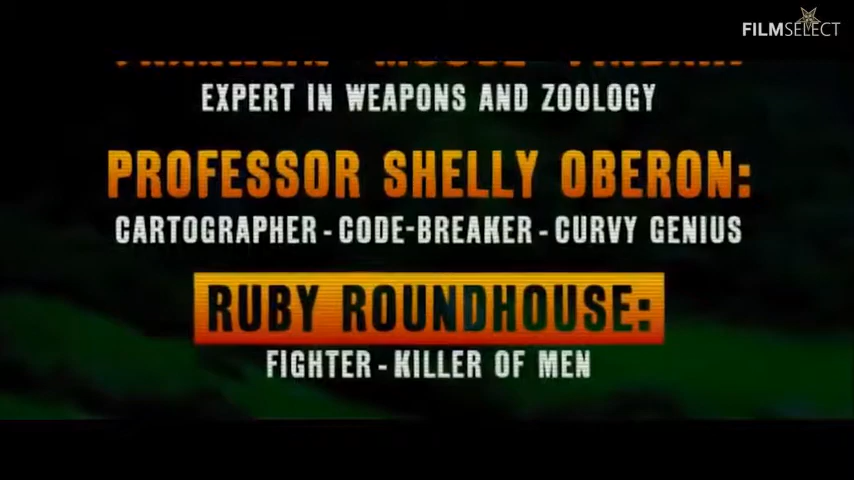 FILMSELECT
EXPERT IN WEAPONS AND ZOOLOGY
PROFESSOR SHELLY OBERON:
CARTOGRAPHER - CODE-BREAKER - CURVY GENIUS
RUBY ROUNDHOUSE:
FIGHTER - KILLER OF MEN